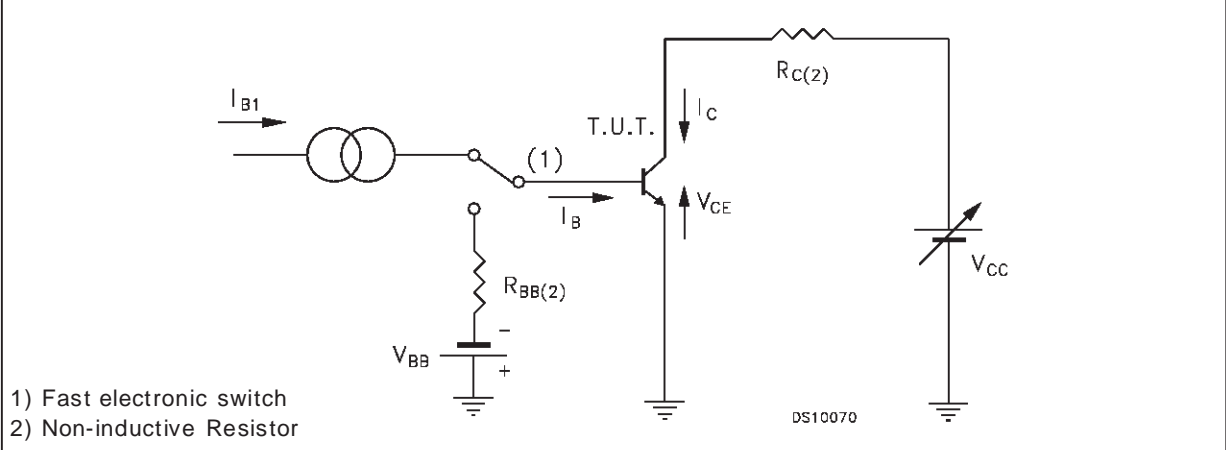 R_C(2)
I_B1
I_C
T.U.T.
(1)
V_CE
I_B
V_CC
R_BB(2)
−
V_BB
+
1) Fast electronic switch
DS10070
2) Non-inductive Resistor